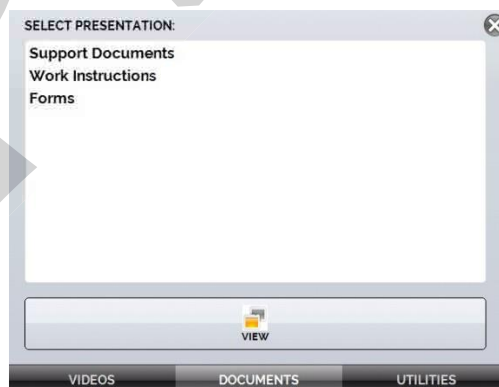 SELECT PRESENTATION:
Support Documents
Work Instructions
Forms
VIEW
VIDEOS DOCUMENTS UTILITIES